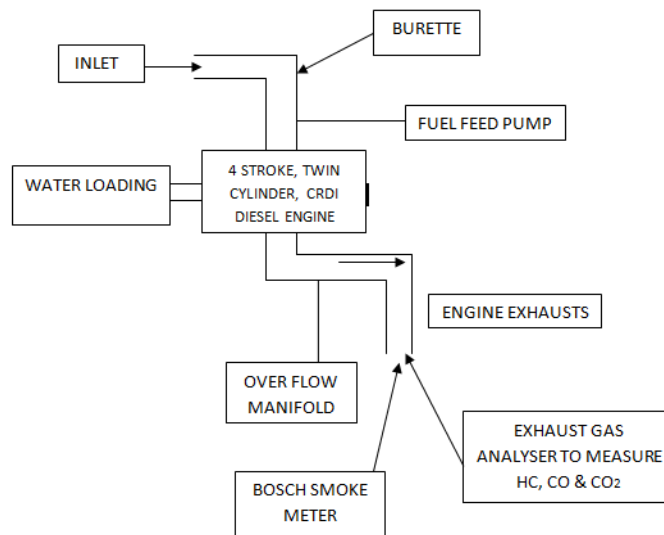 BURETTE
INLET
FUEL FEED PUMP
4 STROKE, TWIN
CYLINDER, CRDI
DIESEL ENGINE
WATER LOADING
ENGINE EXHAUSTS
OVER FLOW
MANIFOLD
EXHAUST GAS
ANALYSER TO MEASURE
HC, CO & CO₂
BOSCH SMOKE
METER